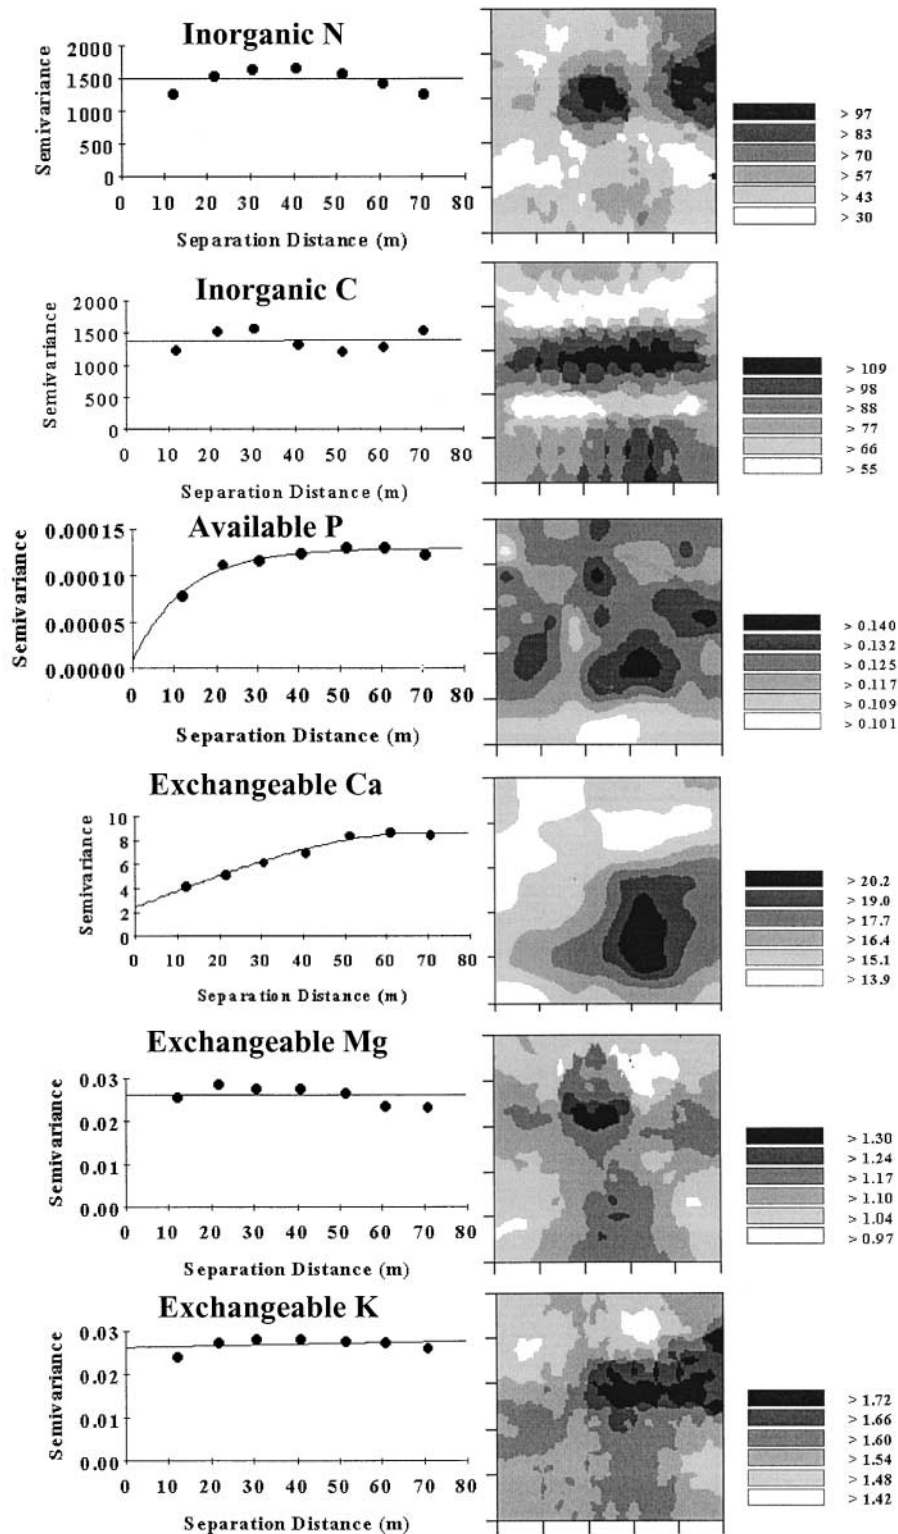 Inorganic N
Semivariance
2000
1500
1000
500
0
0 10 20 30 40 50 60 70 80
Separation Distance (m)
> 97
> 83
> 70
> 57
> 43
> 30
Inorganic C
Semivariance
2000
1500
1000
500
0
0 10 20 30 40 50 60 70 80
Separation Distance (m)
> 109
> 98
> 88
> 77
> 66
> 55
Available P
Semivariance
0.00015
0.00010
0.00005
0.00000
0 10 20 30 40 50 60 70 80
Separation Distance (m)
> 0.140
> 0.132
> 0.125
> 0.117
> 0.109
> 0.101
Exchangeable Ca
Semivariance
10
8
6
4
2
0
0 10 20 30 40 50 60 70 80
Separation Distance (m)
> 20.2
> 19.0
> 17.7
> 16.4
> 15.1
> 13.9
Exchangeable Mg
Semivariance
0.03
0.02
0.01
0.00
0 10 20 30 40 50 60 70 80
Separation Distance (m)
> 1.30
> 1.24
> 1.17
> 1.10
> 1.04
> 0.97
Exchangeable K
Semivariance
0.03
0.02
0.01
0.00
0 10 20 30 40 50 60 70 80
Separation Distance (m)
> 1.72
> 1.66
> 1.60
> 1.54
> 1.48
> 1.42